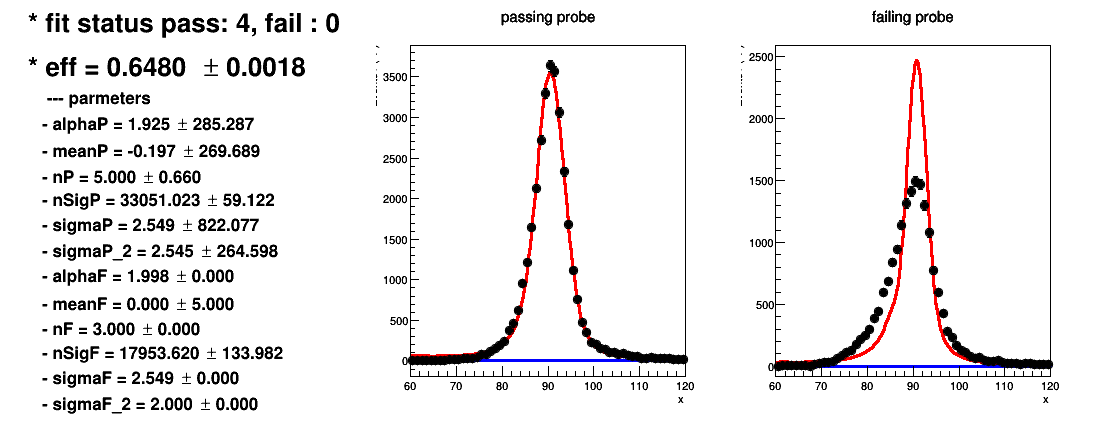 * fit status pass: 4, fail : 0
* eff = 0.6480 ± 0.0018
--- parmeters
- alphaP = 1.925 ± 285.287
- meanP = -0.197 ± 269.689
- nP = 5.000 ± 0.660
- nSigP = 33051.023 ± 59.122
- sigmaP = 2.549 ± 822.077
- sigmaP_2 = 2.545 ± 264.598
- alphaF = 1.998 ± 0.000
- meanF = 0.000 ± 5.000
- nF = 3.000 ± 0.000
- nSigF = 17953.620 ± 133.982
- sigmaF = 2.549 ± 0.000
- sigmaF_2 = 2.000 ± 0.000
passing probe
3500
3000
2500
2000
1500
1000
500
0
60 70 80 90 100 110 120
x
failing probe
2500
2000
1500
1000
500
0
60 70 80 90 100 110 120
x